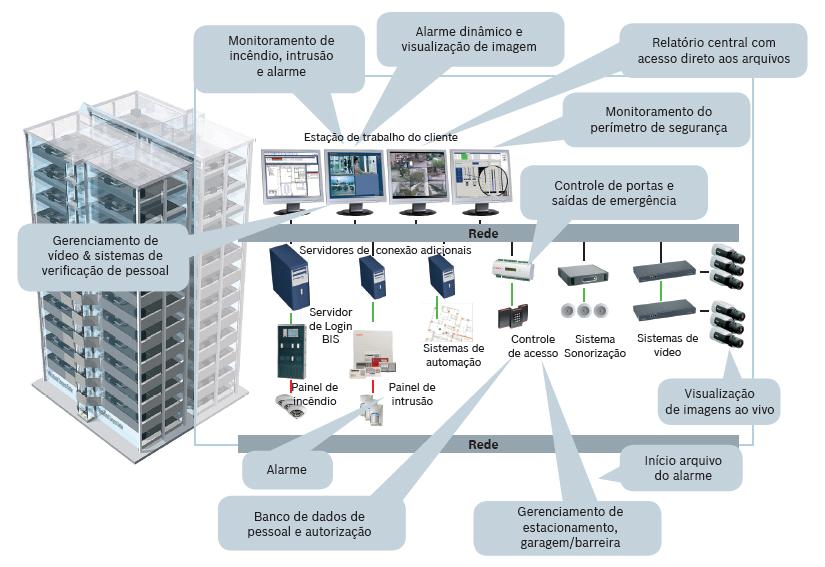 Monitoramento de
incêndio, intrusão
e alarme
Alarme dinâmico e
visualização de imagem
Relatório central com
acesso direto aos arquivos
Monitoramento do
perímetro de segurança
Estação de trabalho do cliente
Controle de portas e
saídas de emergência
Gerenciamento de
vídeo & sistemas de
verificação de pessoal
Rede
Servidores de conexão adicionais
Servidor
de Login
BIS
Sistemas de
automação
Controle
de acesso
Sistema
Sonorização
Sistemas de
vídeo
Painel de
incêndio
Painel de
intrusão
Visualização
de imagens ao vivo
Rede
Alarme
Início arquivo
do alarme
Banco de dados de
pessoal e autorização
Gerenciamento de
estacionamento,
garagem/barreira